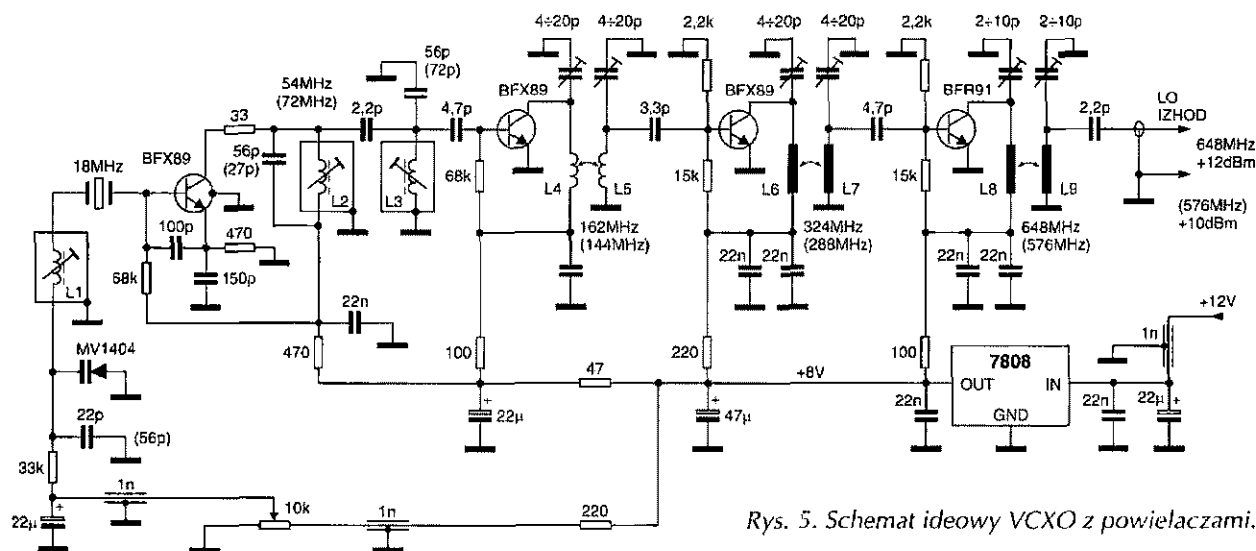 4÷20p
4÷20p
2,2k
4÷20p
4÷20p
2,2k
2÷10p
2÷10p
56p
(72p)
54MHz
(72MHz)
33
2,2p
4,7p
BFX89
3,3p
BFX89
4,7p
BFR91
2,2p
LO
IZHOD
648MHz
+12dBm
(576MHz)
+10dBm
18MHz
BFX89
56p
(27p)
L2
L3
68k
L4
L5
15k
L6
L7
15k
L8
L9
100p
470
162MHz
(144MHz)
324MHz
(288MHz)
648MHz
(576MHz)
L1
68k
150p
22n
22n
22n
22n
22n
+12V
MV1404
470
100
47
220
+8V
100
7808
OUT
IN
GND
1n
22p
(56p)
+
22µ
+
47µ
22n
22n
+
22µ
33k
1n
10k
1n
220
+
22µ
Rys. 5. Schemat ideowy VCXO z powielaczami.